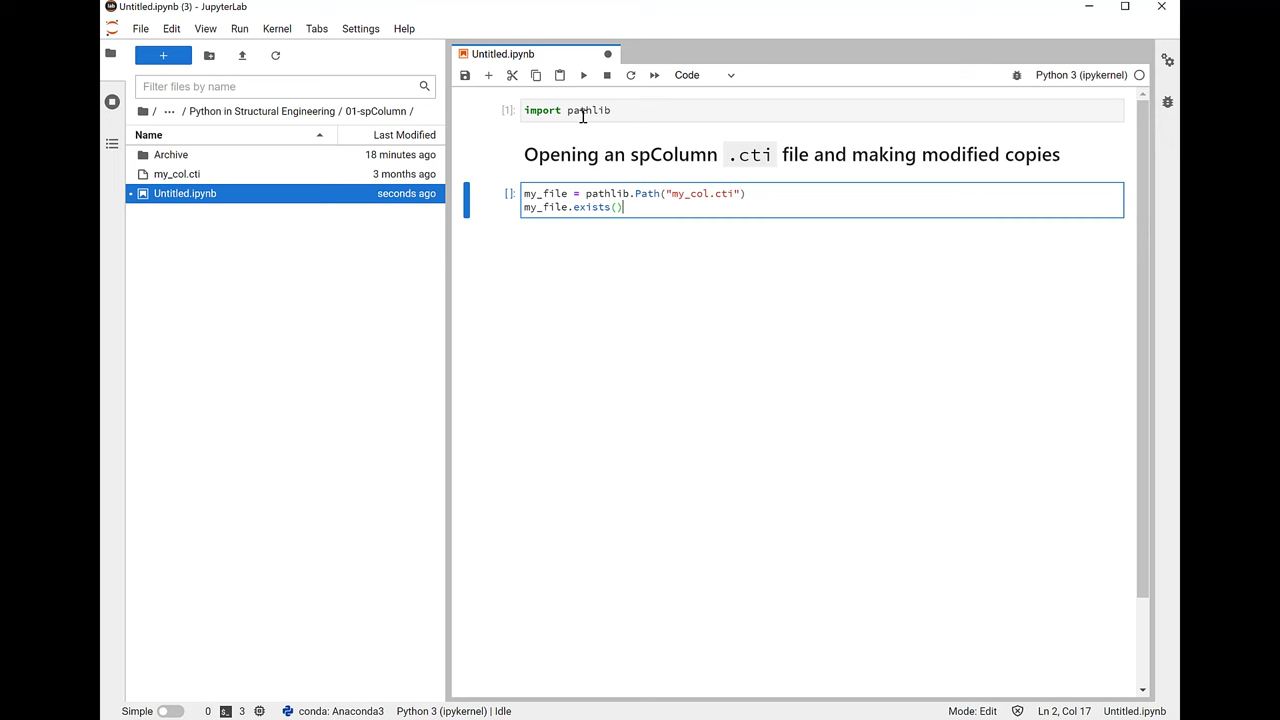 Untitled.ipynb (3) - JupyterLab
File Edit View Run Kernel Tabs Settings Help
+
Filter files by name
/ ··· / Python in Structural Engineering / 01-spColumn /
Name Last Modified
Archive 18 minutes ago
my_col.cti 3 months ago
Untitled.ipynb seconds ago
Untitled.ipynb
Code Python 3 (ipykernel)
[1]: import pathlib
Opening an spColumn .cti file and making modified copies
[]: my_file = pathlib.Path("my_col.cti")
my_file.exists()
Simple 0 3 conda: Anaconda3 Python 3 (ipykernel) | Idle Mode: Edit Ln 2, Col 17 Untitled.ipynb